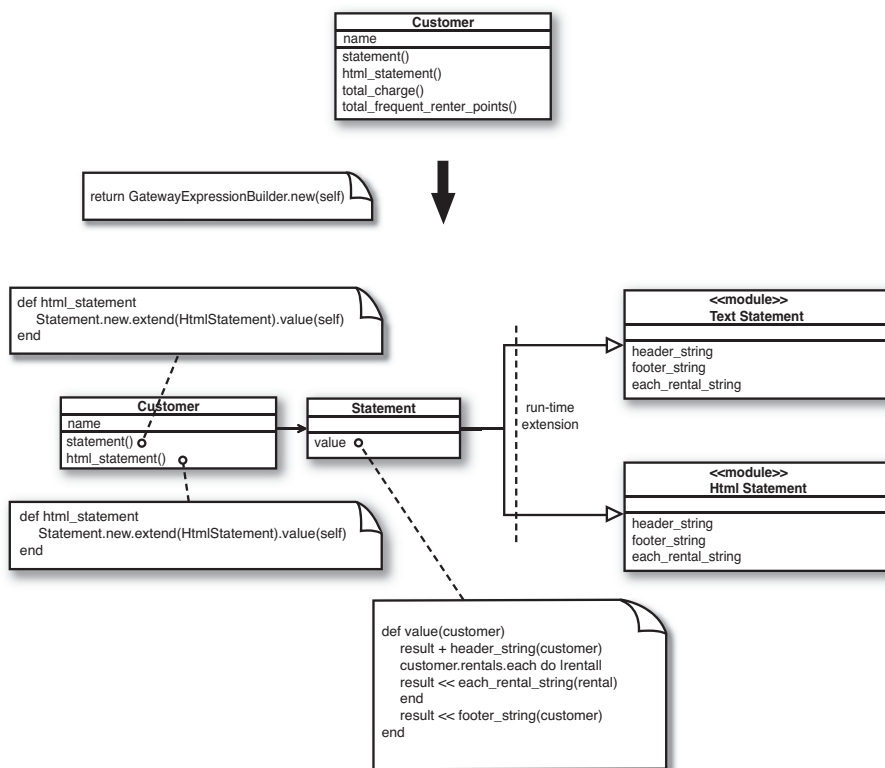 Customer
name
statement()
html_statement()
total_charge()
total_frequent_renter_points()
return GatewayExpressionBuilder.new(self)
def html_statement
Statement.new.extend(HtmlStatement).value(self)
end
Customer
name
statement()
html_statement()
Statement
value
run-time
extension
<<module>>
Text Statement
header_string
footer_string
each_rental_string
<<module>>
Html Statement
header_string
footer_string
each_rental_string
def html_statement
Statement.new.extend(HtmlStatement).value(self)
end
def value(customer)
result + header_string(customer)
customer.rentals.each do |rental|
result << each_rental_string(rental)
end
result << footer_string(customer)
end